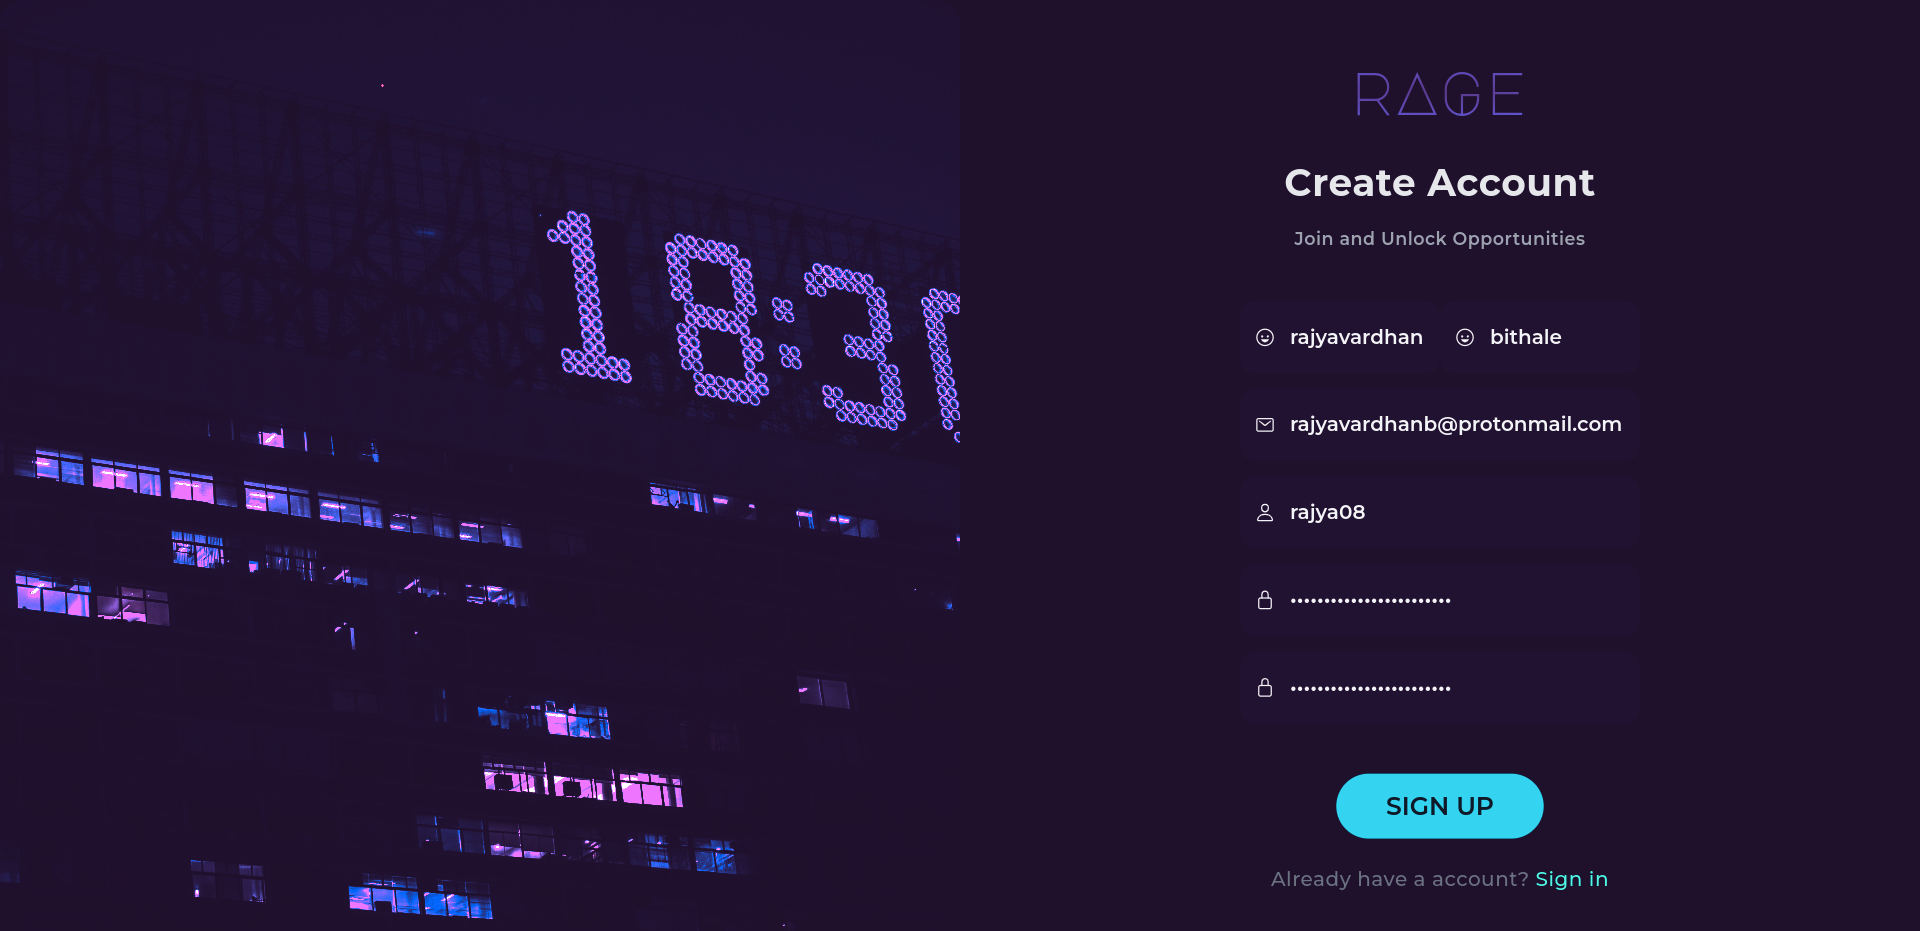 18:3
RAGE
Create Account
Join and Unlock Opportunities
rajyavardhan bithale
rajyavardhanb@protonmail.com
rajya08
••••••••••••••••••••••••
••••••••••••••••••••••••
SIGN UP
Already have a account? Sign in